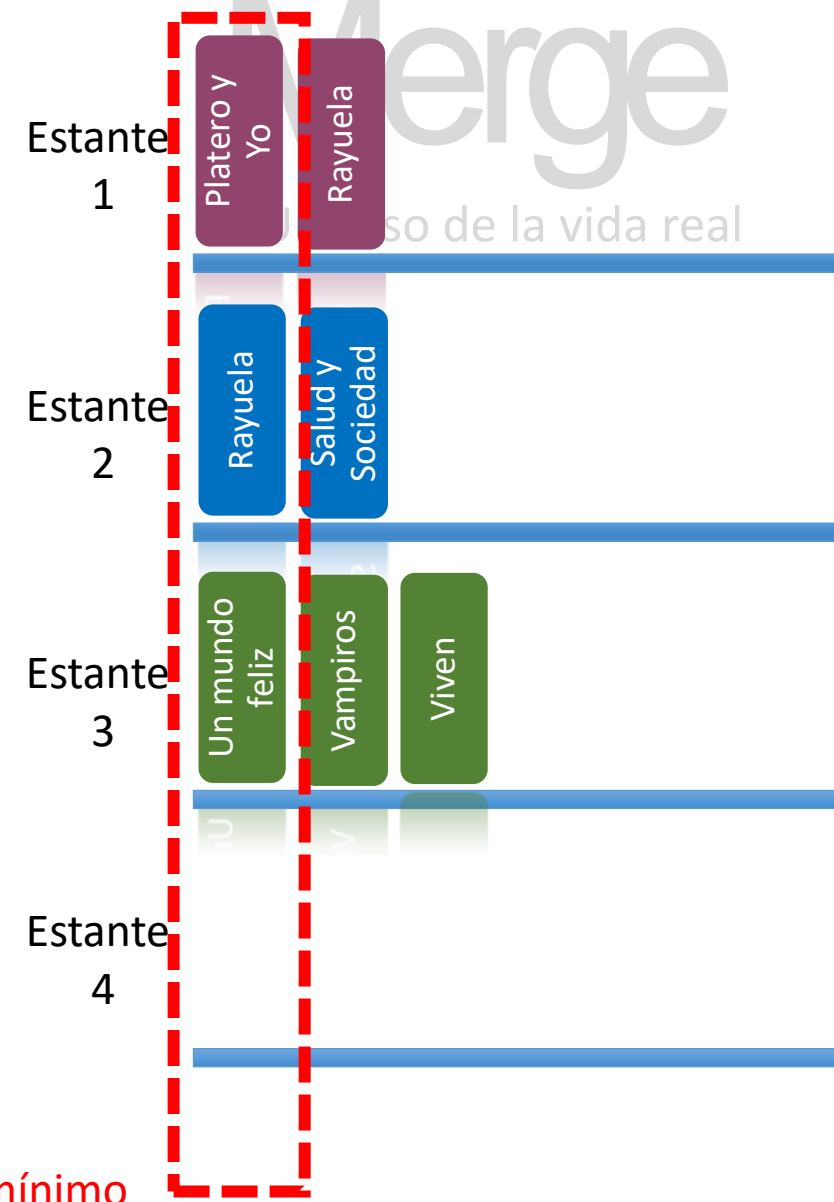 Merge
so de la vida real
Estante
1
Platero y
Yo
Rayuela
Estante
2
Rayuela
Salud y
Sociedad
Estante
3
Un mundo
feliz
Vampiros
Viven
Estante
4
mínimo